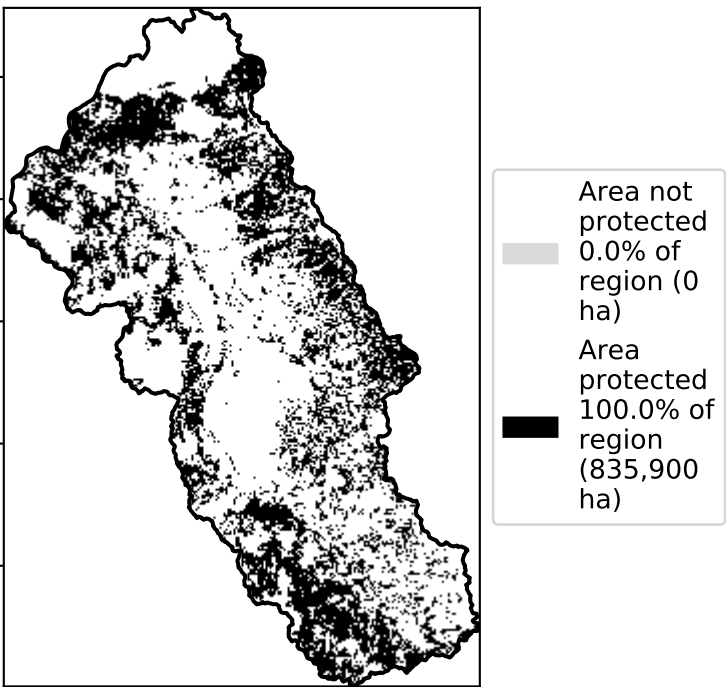 Area not
protected
0.0% of
region (0
ha)
Area
protected
100.0% of
region
(835,900
ha)